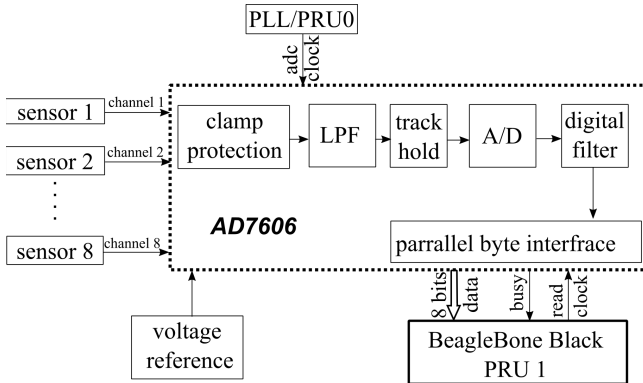 PLL/PRU0
adc
clock
sensor 1
channel 1
sensor 2
channel 2
sensor 8
channel 8
clamp
protection
LPF
track
hold
A/D
digital
filter
AD7606
parrallel byte interfrace
voltage
reference
8 bits
data
busy
read
clock
BeagleBone Black
PRU 1